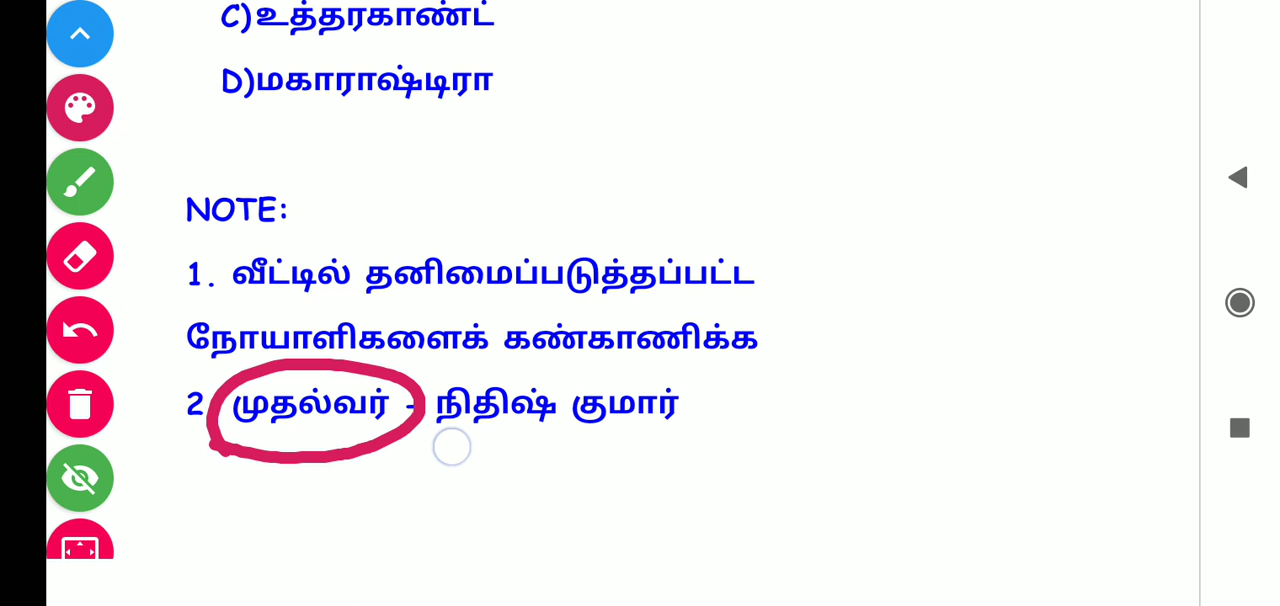 C)உத்தரகாண்ட்
D)மகாராஷ்டிரா
NOTE:
1. வீட்டில் தனிமைப்படுத்தப்பட்ட
நோயாளிகளைக் கண்காணிக்க
2. முதல்வர் - நிதிஷ் குமார்